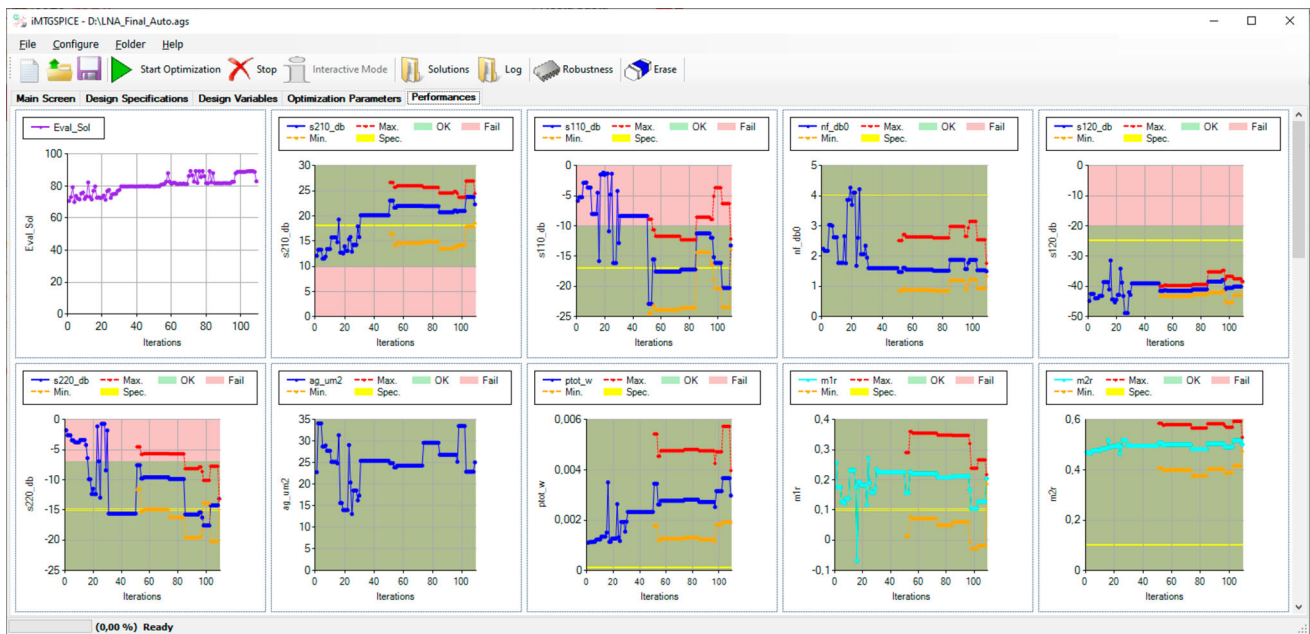 iMTGSPICE - D:\LNA_Final_Auto.ags
File Configure Folder Help
Start Optimization Stop Interactive Mode Solutions Log Robustness Erase
Main Screen Design Specifications Design Variables Optimization Parameters Performances
Eval_Sol
100
80
60
40
20
0
Eval_Sol
0 20 40 60 80 100
Iterations
s210_db Max. OK Fail
Min. Spec.
30
25
20
15
10
5
0
s210_db
0 20 40 60 80 100
Iterations
s110_db Max. OK Fail
Min. Spec.
0
-5
-10
-15
-20
-25
s110_db
0 20 40 60 80 100
Iterations
nf_db0 Max. OK Fail
Min. Spec.
5
4
3
2
1
0
nf_db0
0 20 40 60 80 100
Iterations
s120_db Max. OK Fail
Min. Spec.
0
-10
-20
-30
-40
-50
s120_db
0 20 40 60 80 100
Iterations
s220_db Max. OK Fail
Min. Spec.
0
-5
-10
-15
-20
-25
s220_db
0 20 40 60 80 100
Iterations
ag_um2 Max. OK Fail
Min. Spec.
35
30
25
20
15
10
5
0
ag_um2
0 20 40 60 80 100
Iterations
ptot_w Max. OK Fail
Min. Spec.
0,006
0,004
0,002
0
ptot_w
0 20 40 60 80 100
Iterations
m1r Max. OK Fail
Min. Spec.
0,4
0,3
0,2
0,1
0
-0,1
m1r
0 20 40 60 80 100
Iterations
m2r Max. OK Fail
Min. Spec.
0,6
0,4
0,2
0
m2r
0 20 40 60 80 100
Iterations
(0,00 %) Ready